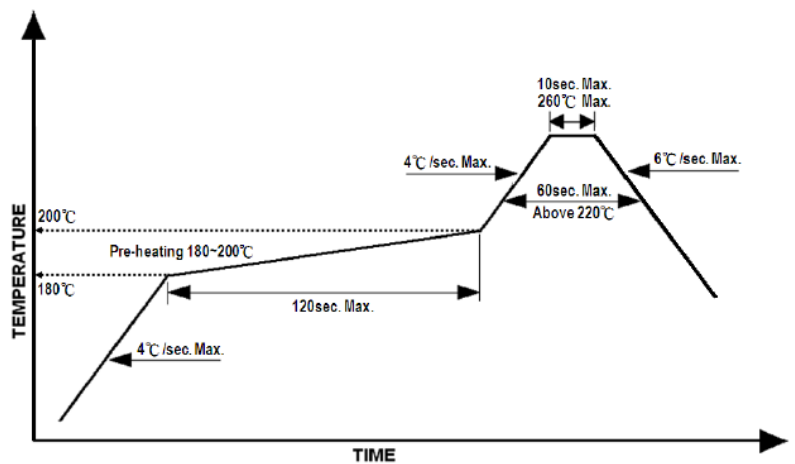 10sec. Max.
260℃ Max.
4℃/sec. Max.
6℃/sec. Max.
60sec. Max.
Above 220℃
200℃
Pre-heating 180~200℃
180℃
120sec. Max.
4℃/sec. Max.
TEMPERATURE
TIME